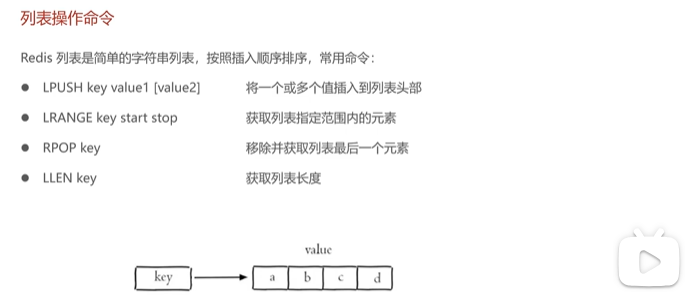 列表操作命令
Redis 列表是简单的字符串列表，按照插入顺序排序，常用命令：
● LPUSH key value1 [value2] 将一个或多个值插入到列表头部
● LRANGE key start stop 获取列表指定范围内的元素
● RPOP key 移除并获取列表最后一个元素
● LLEN key 获取列表长度
value
key a b c d